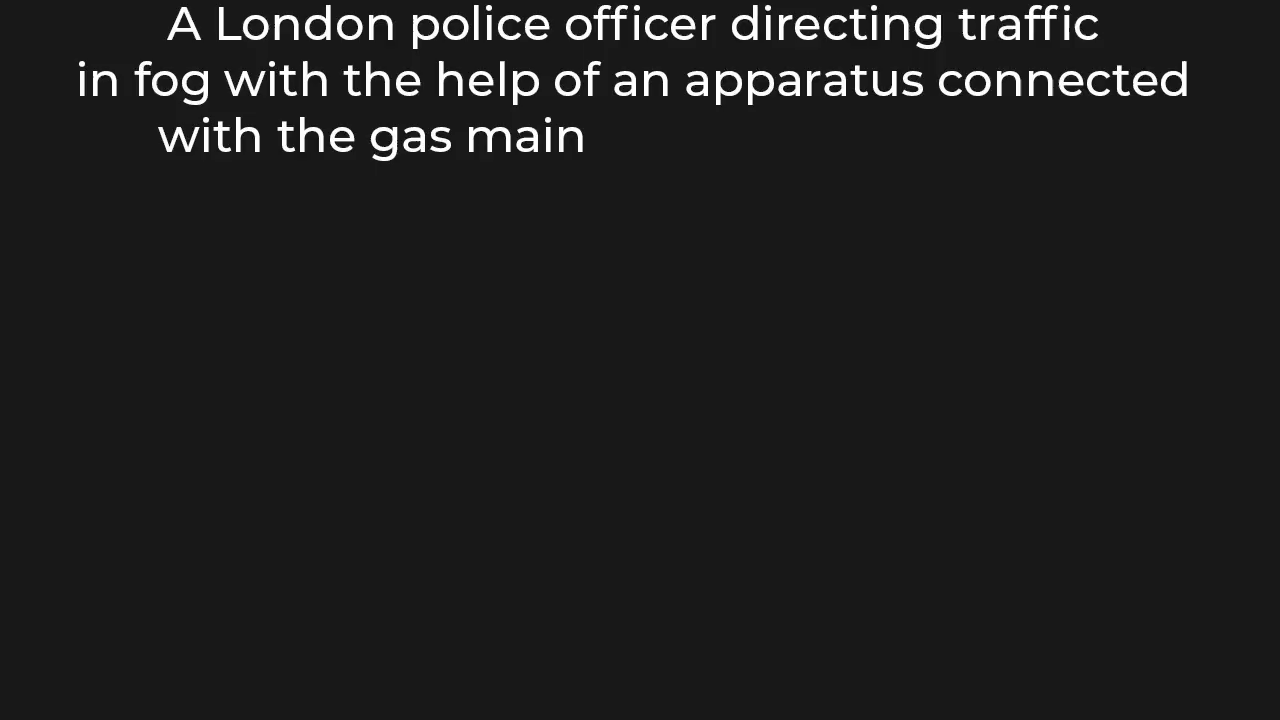 A London police officer directing traffic
in fog with the help of an apparatus connected
with the gas main